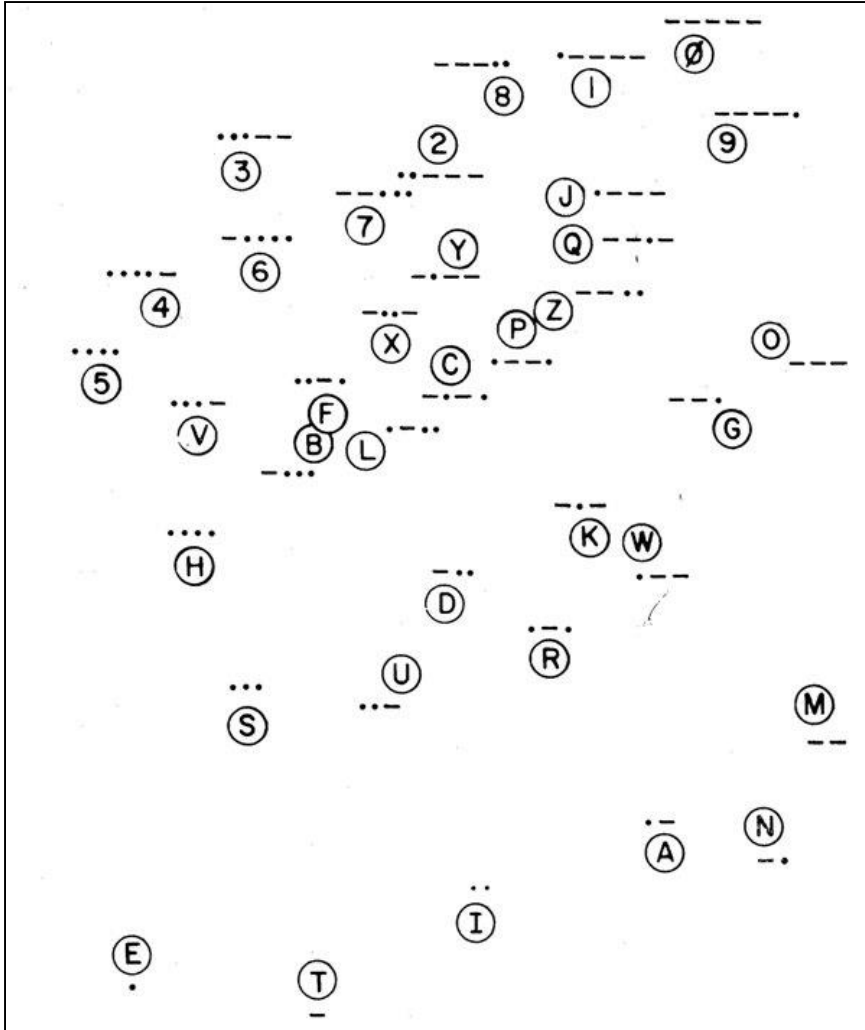 -----
Ø
---..
8
.----
1
----.
9
...--
3
2
..---
--...
7
J .---
-....
6
Y
-.--
Q --.-
....-
4
-..-
X
Z --..
P
.--.
O
---
....
5
C
-.-.
..-.
F
--.
G
...-
V
B
-...
L .-..
-.-
K
W
.--
....
H
-..
D
.-.
R
U
..-
...
S
M
--
.-
A
N
-.
..
I
E
.
T
-